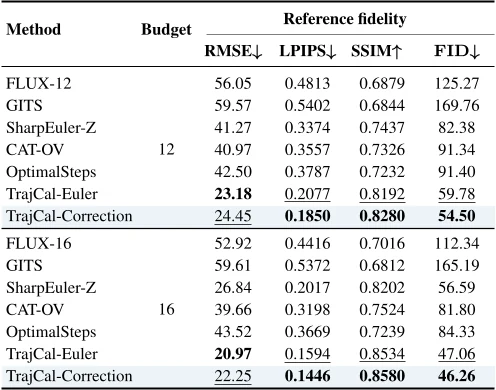 Method Budget Reference fidelity
RMSE↓ LPIPS↓ SSIM↑ FID↓
FLUX-12 56.05 0.4813 0.6879 125.27
GITS 59.57 0.5402 0.6844 169.76
SharpEuler-Z 41.27 0.3374 0.7437 82.38
CAT-OV 12 40.97 0.3557 0.7326 91.34
OptimalSteps 42.50 0.3787 0.7232 91.40
TrajCal-Euler 23.18 0.2077 0.8192 59.78
TrajCal-Correction 24.45 0.1850 0.8280 54.50
FLUX-16 52.92 0.4416 0.7016 112.34
GITS 59.61 0.5372 0.6812 165.19
SharpEuler-Z 26.84 0.2017 0.8202 56.59
CAT-OV 16 39.66 0.3198 0.7524 81.80
OptimalSteps 43.52 0.3669 0.7239 84.33
TrajCal-Euler 20.97 0.1594 0.8534 47.06
TrajCal-Correction 22.25 0.1446 0.8580 46.26